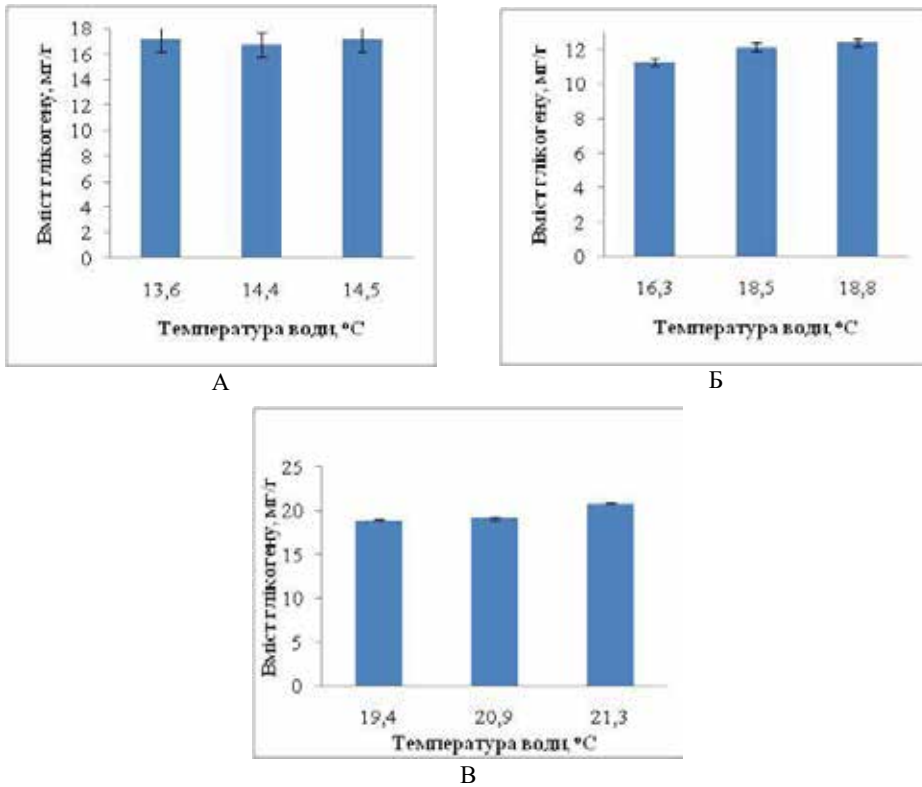 Вміст глікогену, мг/г
18
16
14
12
10
8
6
4
2
0
13,6 14,4 14,5
Температура води, °С
А
Вміст глікогену, мг/г
12
10
8
6
4
2
0
16,3 18,5 18,8
Температура води, °С
Б
Вміст глікогену, мг/г
25
20
15
10
5
0
19,4 20,9 21,3
Температура води, °С
В